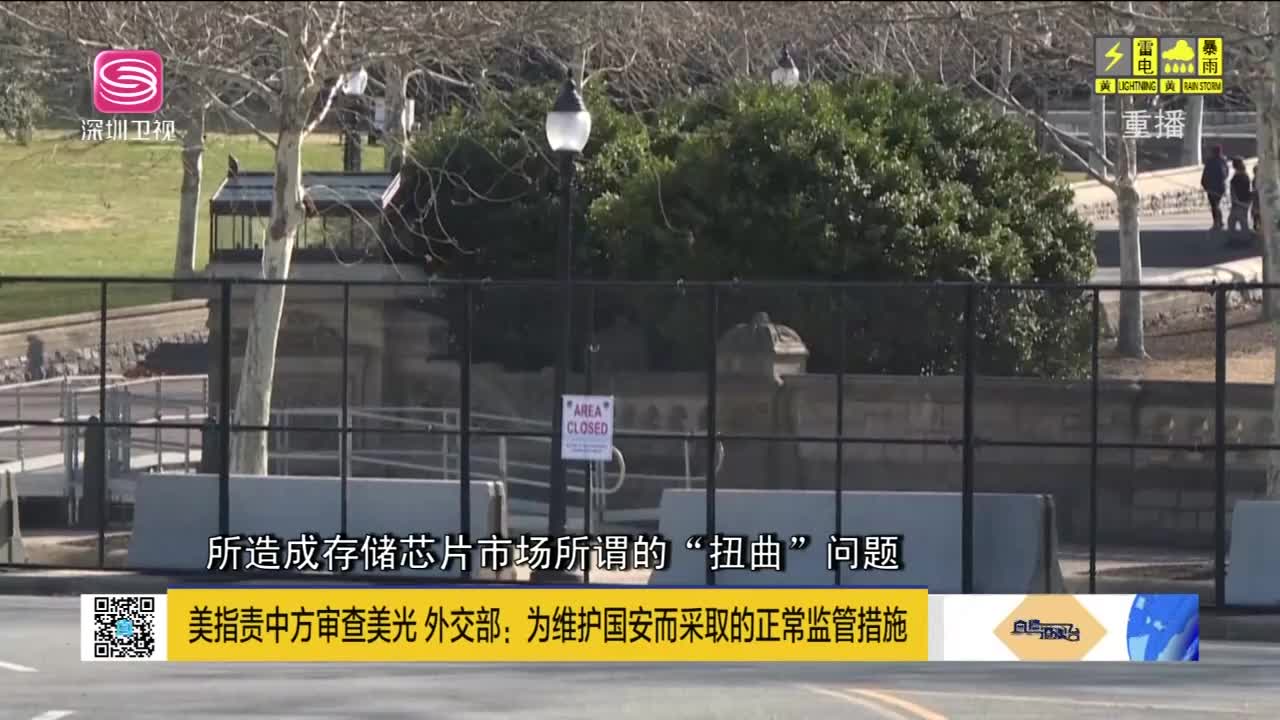 深圳卫视
雷电
暴雨
黄 LIGHTNING
黄 RAIN STORM
重播
AREA
CLOSED
所造成存储芯片市场所谓的“扭曲”问题
美指责中方审查美光 外交部：为维护国安而采取的正常监管措施